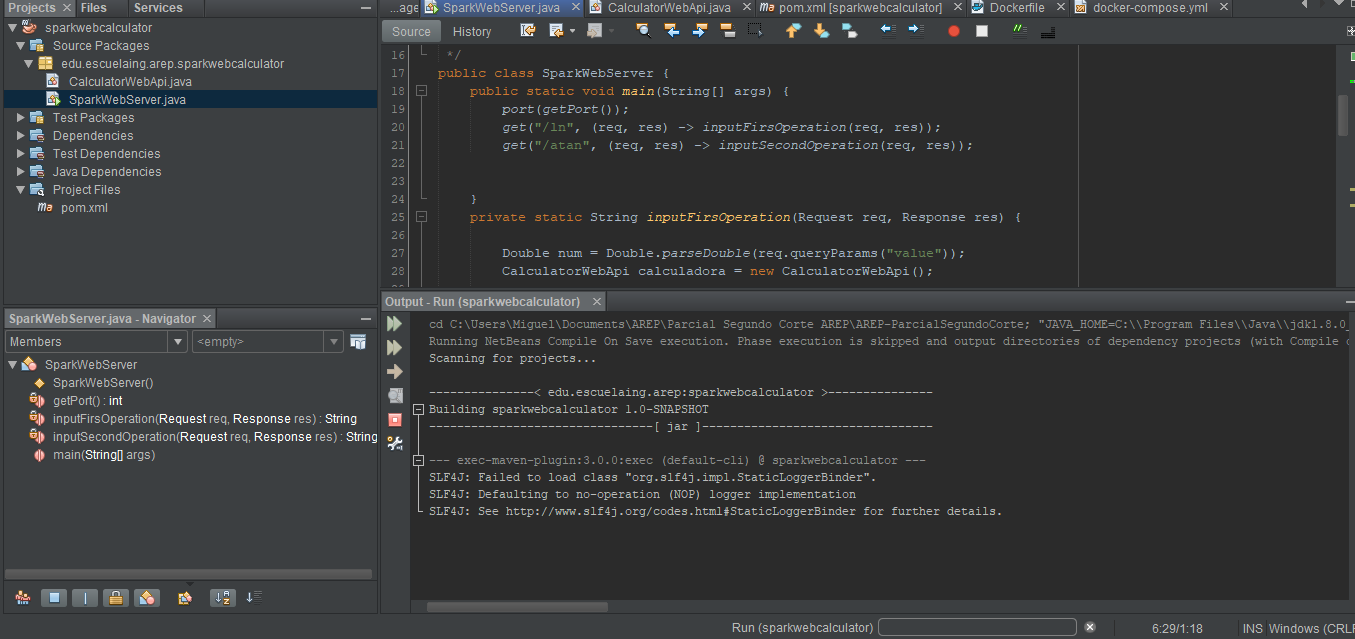 Projects
Files
Services
sparkwebcalculator
Source Packages
edu.escuelaing.arep.sparkwebcalculator
CalculatorWebApi.java
SparkWebServer.java
Test Packages
Dependencies
Test Dependencies
Java Dependencies
Project Files
pom.xml
SparkWebServer.java - Navigator
Members
<empty>
SparkWebServer
SparkWebServer()
getPort() : int
inputFirsOperation(Request req, Response res) : String
inputSecondOperation(Request req, Response res) : String
main(String[] args)
...age
SparkWebServer.java
CalculatorWebApi.java
pom.xml [sparkwebcalculator]
Dockerfile
docker-compose.yml
Source
History
16 */
17 public class SparkWebServer {
18 public static void main(String[] args) {
19 port(getPort());
20 get("/ln", (req, res) -> inputFirsOperation(req, res));
21 get("/atan", (req, res) -> inputSecondOperation(req, res));
22
23
24 }
25 private static String inputFirsOperation(Request req, Response res) {
26
27 Double num = Double.parseDouble(req.queryParams("value"));
28 CalculatorWebApi calculadora = new CalculatorWebApi();
Output - Run (sparkwebcalculator)
cd C:\Users\Miguel\Documents\AREP\Parcial Segundo Corte AREP\AREP-ParcialSegundoCorte; "JAVA_HOME=C:\\Program Files\\Java\\jdk1.8.0_
Running NetBeans Compile On Save execution. Phase execution is skipped and output directories of dependency projects (with Compile o
Scanning for projects...
---------------< edu.escuelaing.arep:sparkwebcalculator >---------------
Building sparkwebcalculator 1.0-SNAPSHOT
--------------------------------[ jar ]---------------------------------
--- exec-maven-plugin:3.0.0:exec (default-cli) @ sparkwebcalculator ---
SLF4J: Failed to load class "org.slf4j.impl.StaticLoggerBinder".
SLF4J: Defaulting to no-operation (NOP) logger implementation
SLF4J: See http://www.slf4j.org/codes.html#StaticLoggerBinder for further details.
Run (sparkwebcalculator)
6:29/1:18
INS
Windows (CRLF